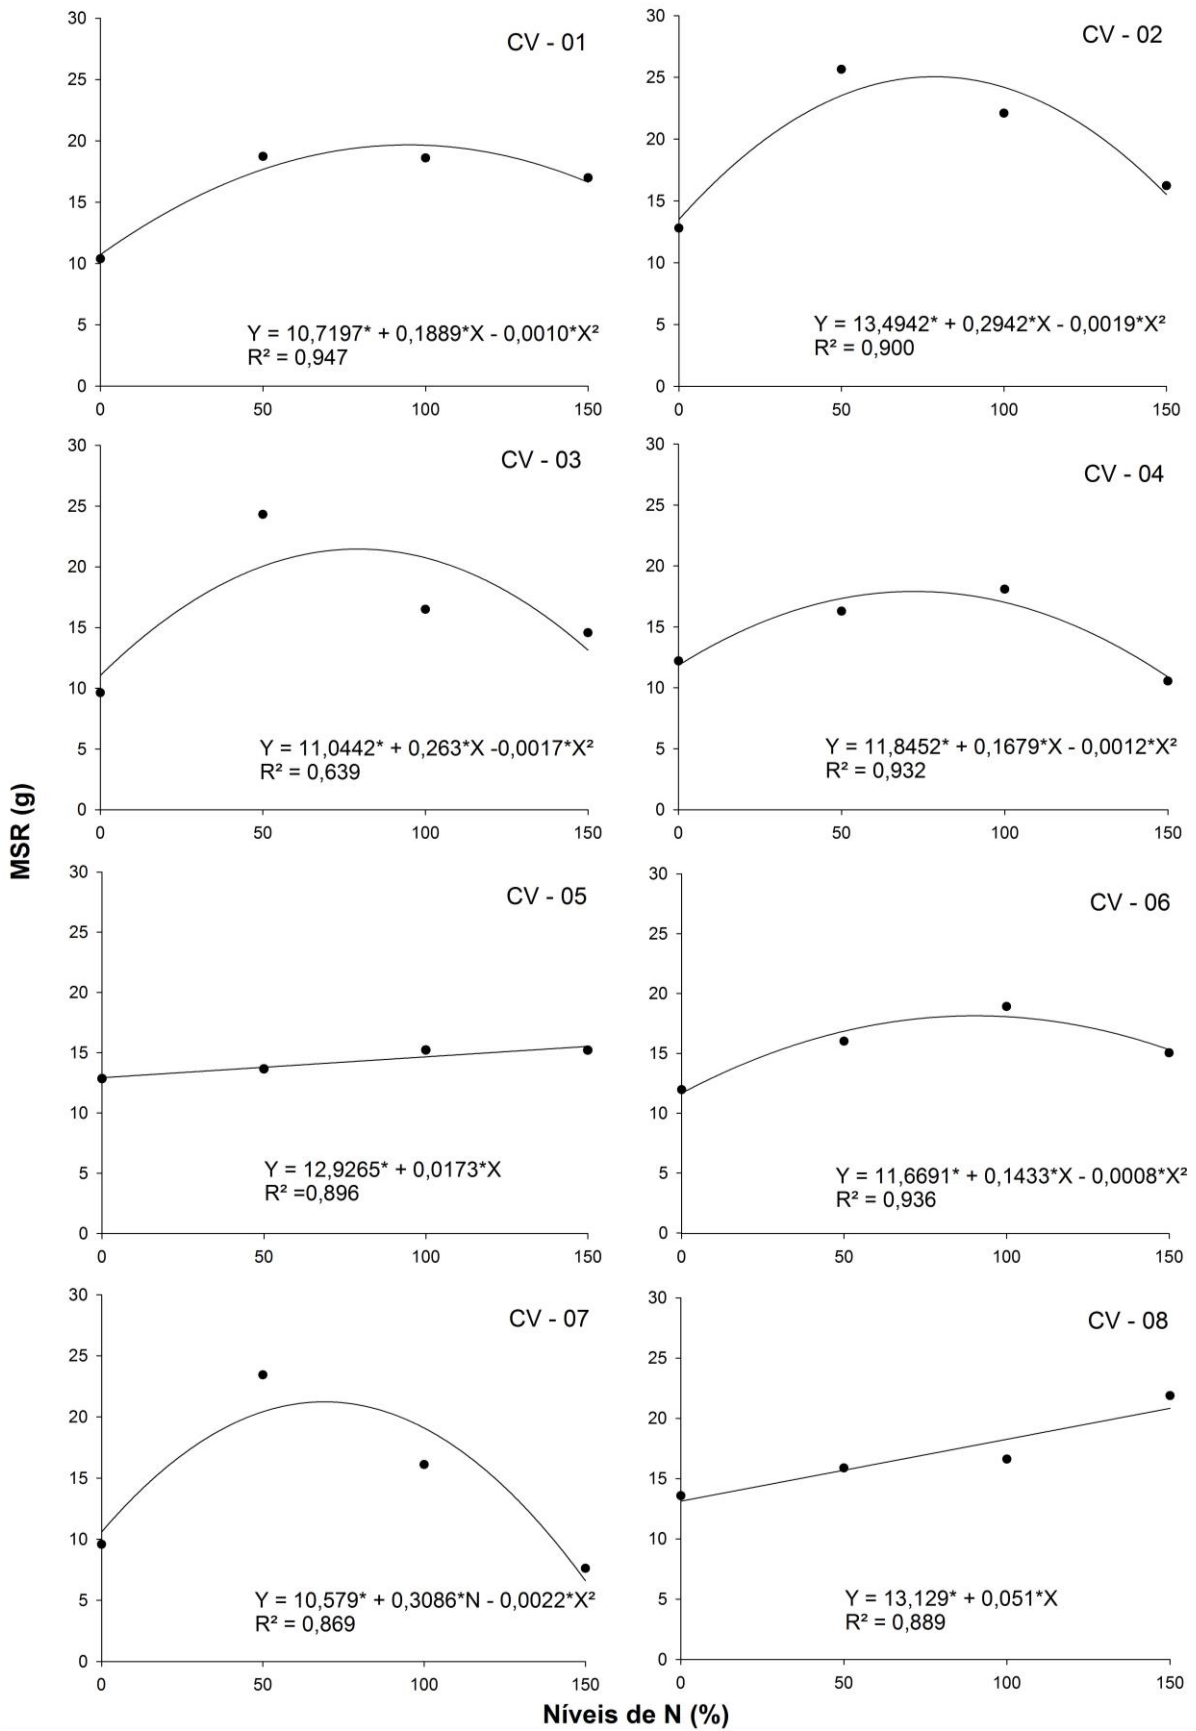 MSR (g)
CV - 01
30
25
20
15
10
5
0
Y = 10,7197* + 0,1889*X - 0,0010*X²
R² = 0,947
0 50 100 150
CV - 02
30
25
20
15
10
5
0
Y = 13,4942* + 0,2942*X - 0,0019*X²
R² = 0,900
0 50 100 150
CV - 03
30
25
20
15
10
5
0
Y = 11,0442* + 0,263*X -0,0017*X²
R² = 0,639
0 50 100 150
CV - 04
30
25
20
15
10
5
0
Y = 11,8452* + 0,1679*X - 0,0012*X²
R² = 0,932
0 50 100 150
CV - 05
30
25
20
15
10
5
0
Y = 12,9265* + 0,0173*X
R² =0,896
0 50 100 150
CV - 06
30
25
20
15
10
5
0
Y = 11,6691* + 0,1433*X - 0,0008*X²
R² = 0,936
0 50 100 150
CV - 07
30
25
20
15
10
5
0
Y = 10,579* + 0,3086*N - 0,0022*X²
R² = 0,869
0 50 100 150
CV - 08
30
25
20
15
10
5
0
Y = 13,129* + 0,051*X
R² = 0,889
0 50 100 150
Níveis de N (%)